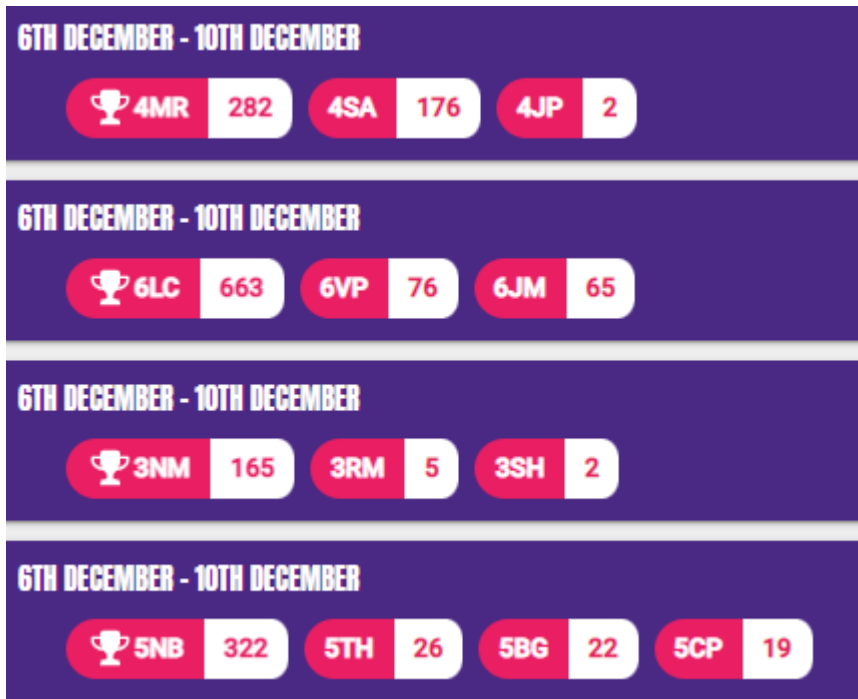 6TH DECEMBER - 10TH DECEMBER
4MR 282 4SA 176 4JP 2
6TH DECEMBER - 10TH DECEMBER
6LC 663 6VP 76 6JM 65
6TH DECEMBER - 10TH DECEMBER
3NM 165 3RM 5 3SH 2
6TH DECEMBER - 10TH DECEMBER
5NB 322 5TH 26 5BG 22 5CP 19